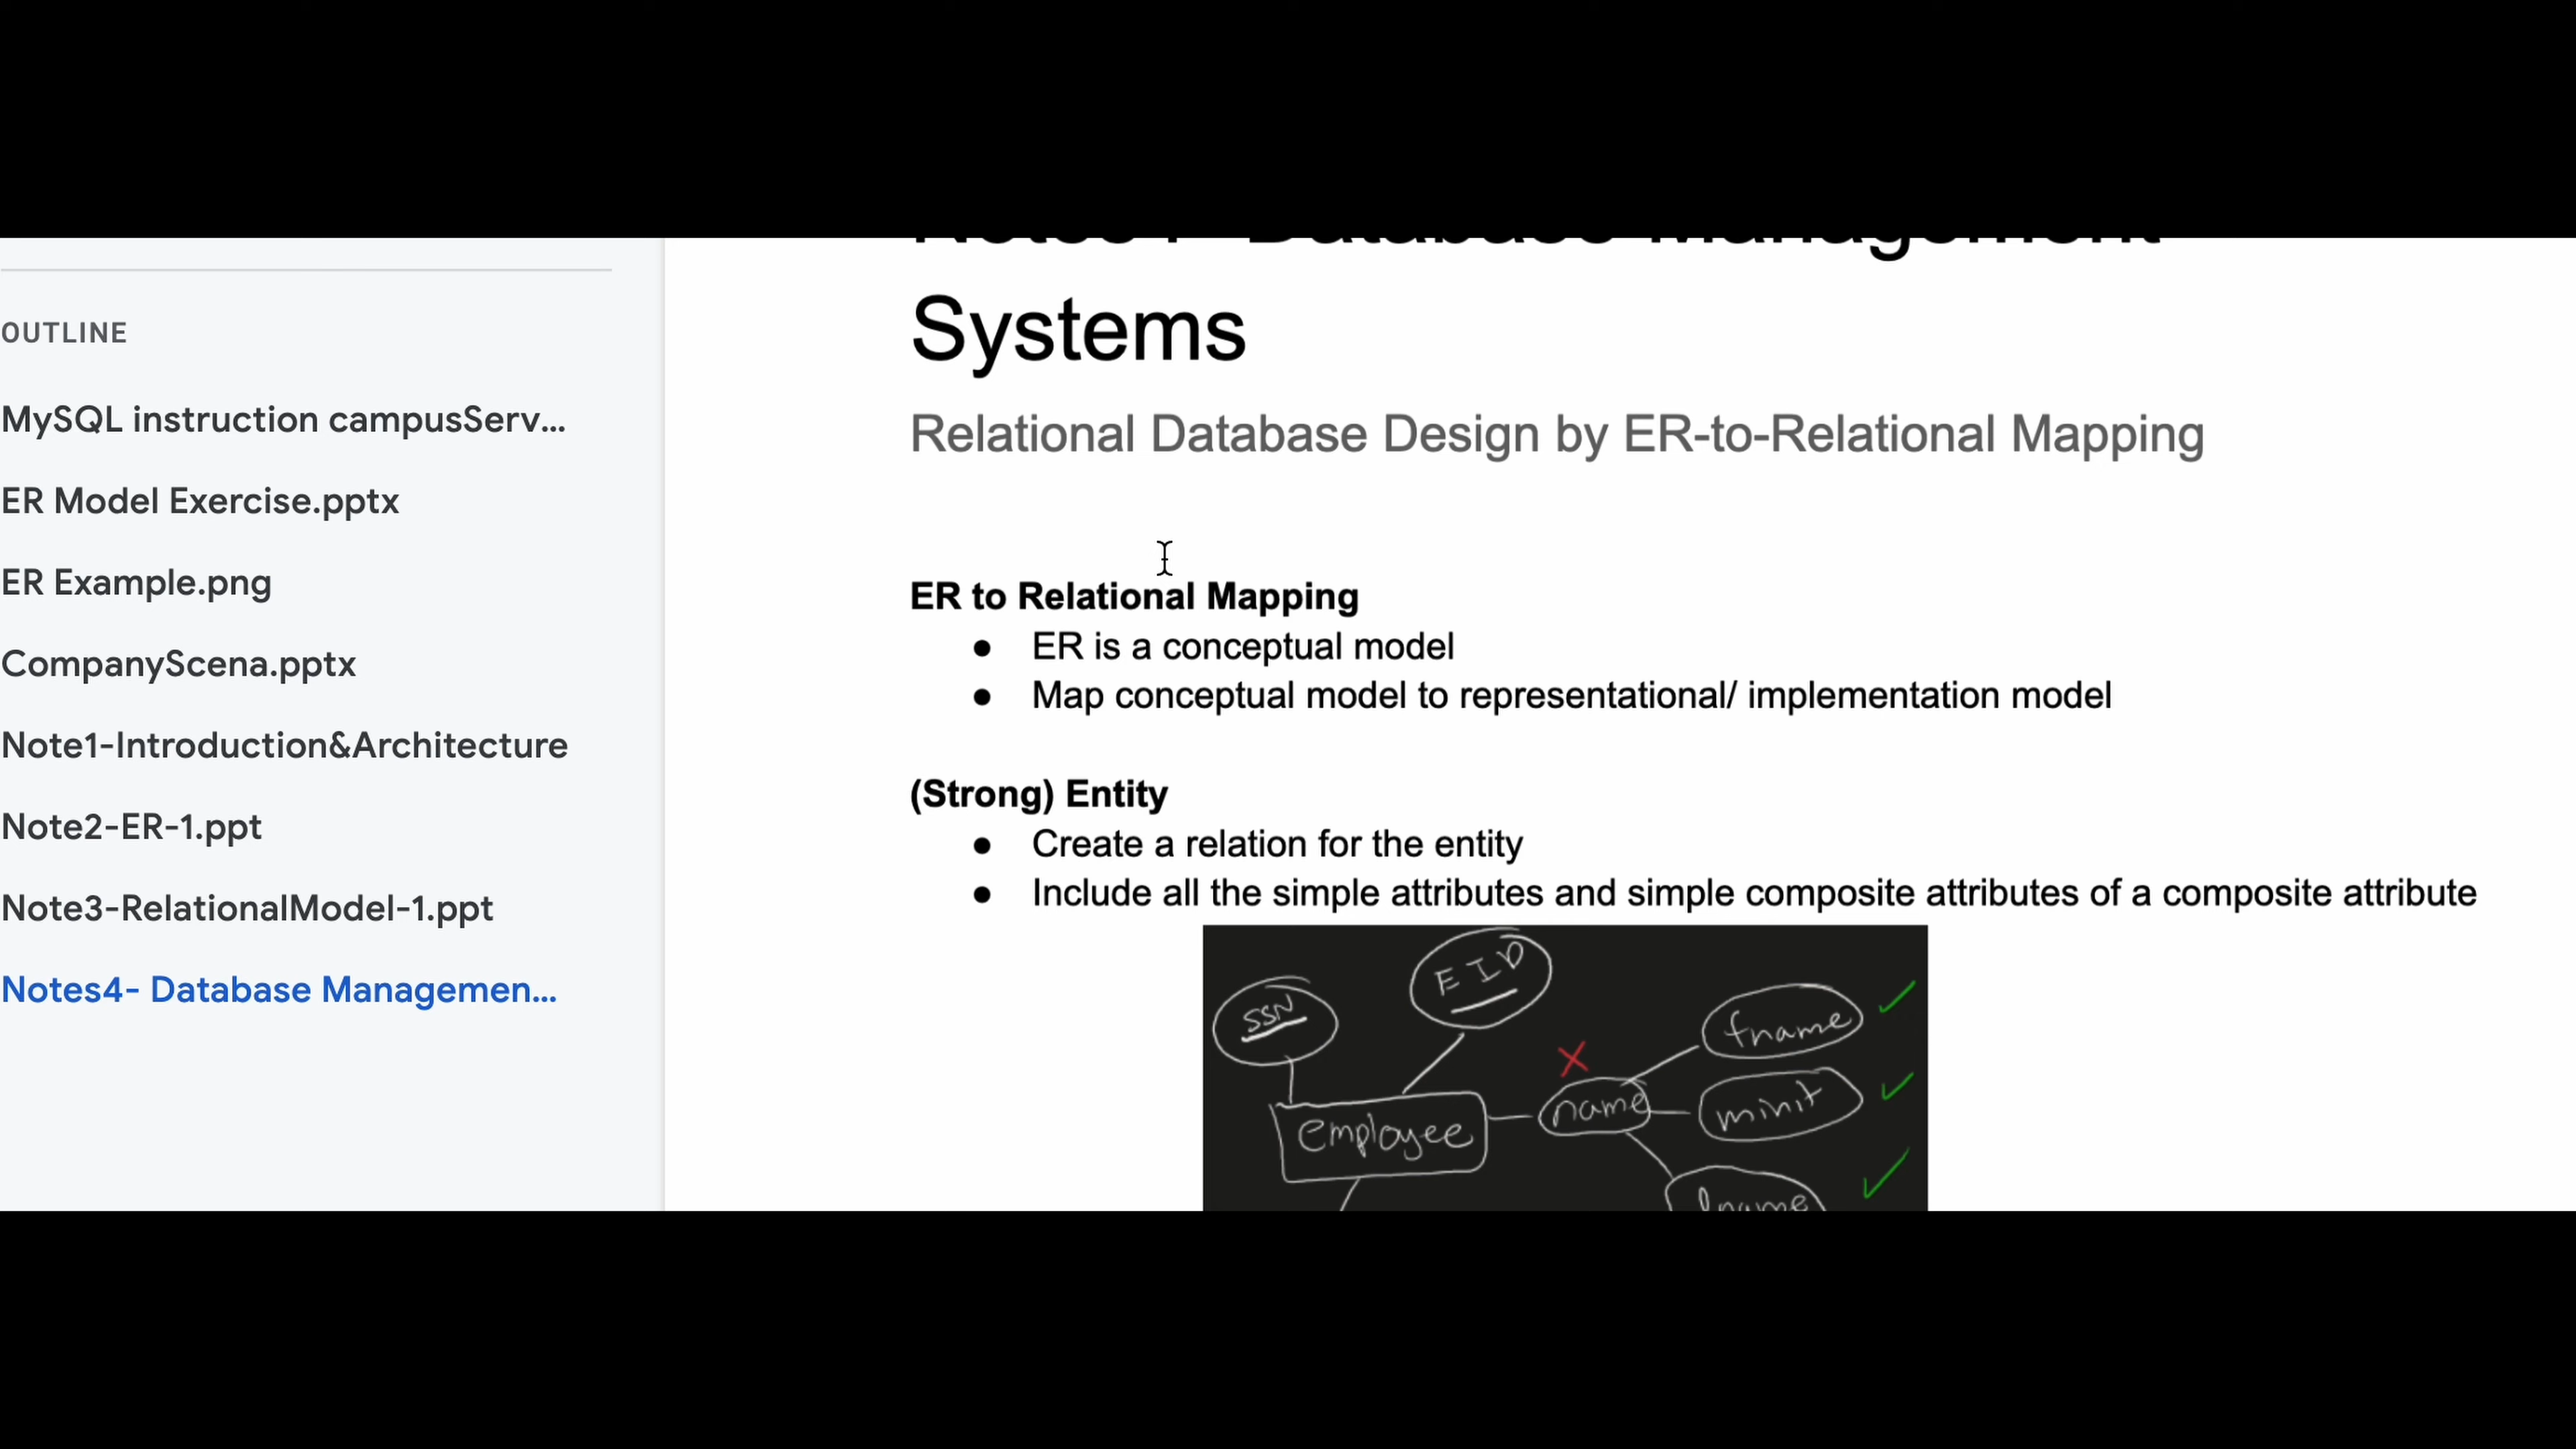 OUTLINE
MySQL instruction campusServ...
ER Model Exercise.pptx
ER Example.png
CompanyScena.pptx
Note1-Introduction&Architecture
Note2-ER-1.ppt
Note3-RelationalModel-1.ppt
Notes4- Database Managemen...
Notes4- Database Management
Systems
Relational Database Design by ER-to-Relational Mapping
ER to Relational Mapping
● ER is a conceptual model
● Map conceptual model to representational/ implementation model
(Strong) Entity
● Create a relation for the entity
● Include all the simple attributes and simple composite attributes of a composite attribute
SSN
EID
fname
name
minit
employee
lname